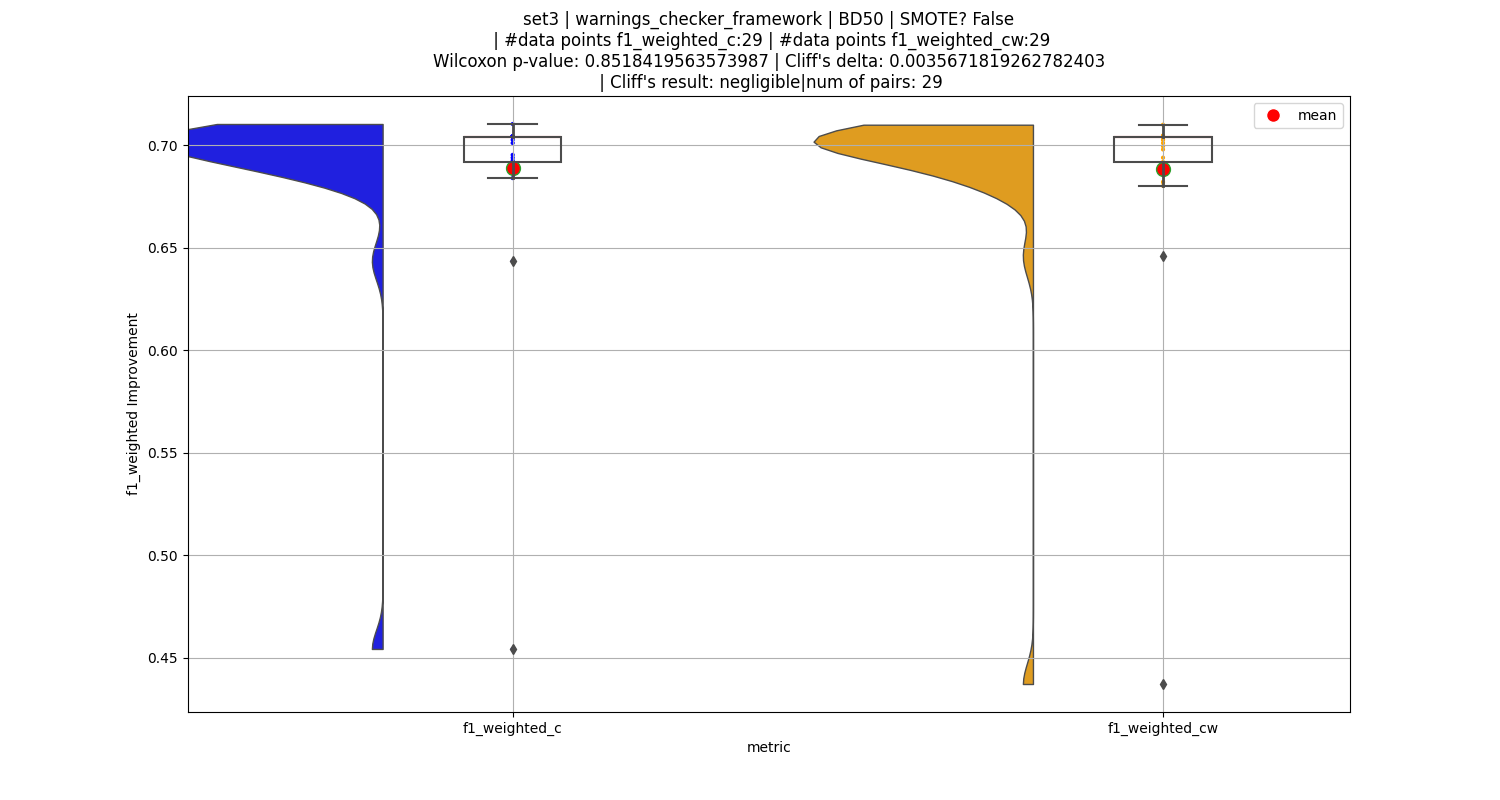 set3 | warnings_checker_framework | BD50 | SMOTE? False
| #data points f1_weighted_c:29 | #data points f1_weighted_cw:29
Wilcoxon p-value: 0.8518419563573987 | Cliff's delta: 0.0035671819262782403
| Cliff's result: negligible|num of pairs: 29
mean
0.70
0.65
0.60
0.55
0.50
0.45
f1_weighted Improvement
f1_weighted_c
f1_weighted_cw
metric